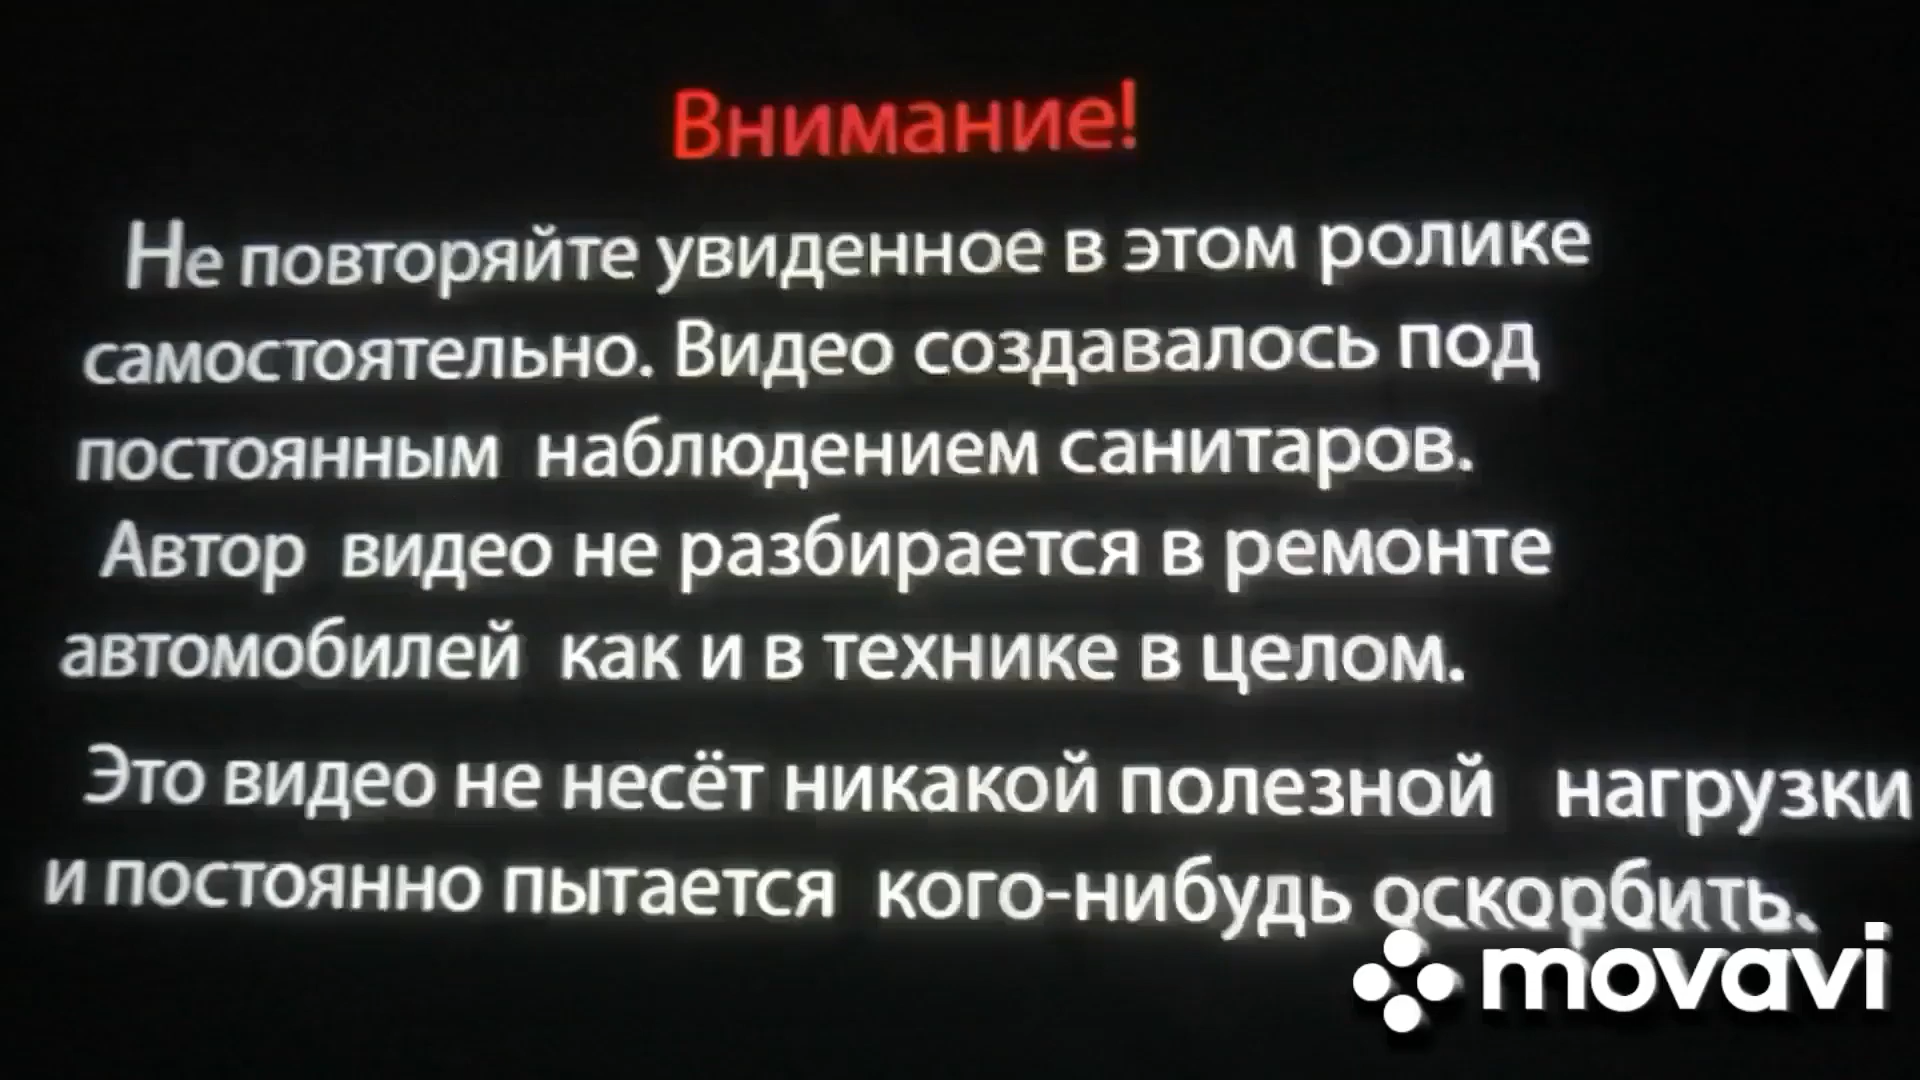 Внимание!
Не повторяйте увиденное в этом ролике
самостоятельно. Видео создавалось под
постоянным наблюдением санитаров.
Автор видео не разбирается в ремонте
автомобилей как и в технике в целом.
Это видео не несёт никакой полезной нагрузки
и постоянно пытается кого-нибудь оскорбить.
movavi